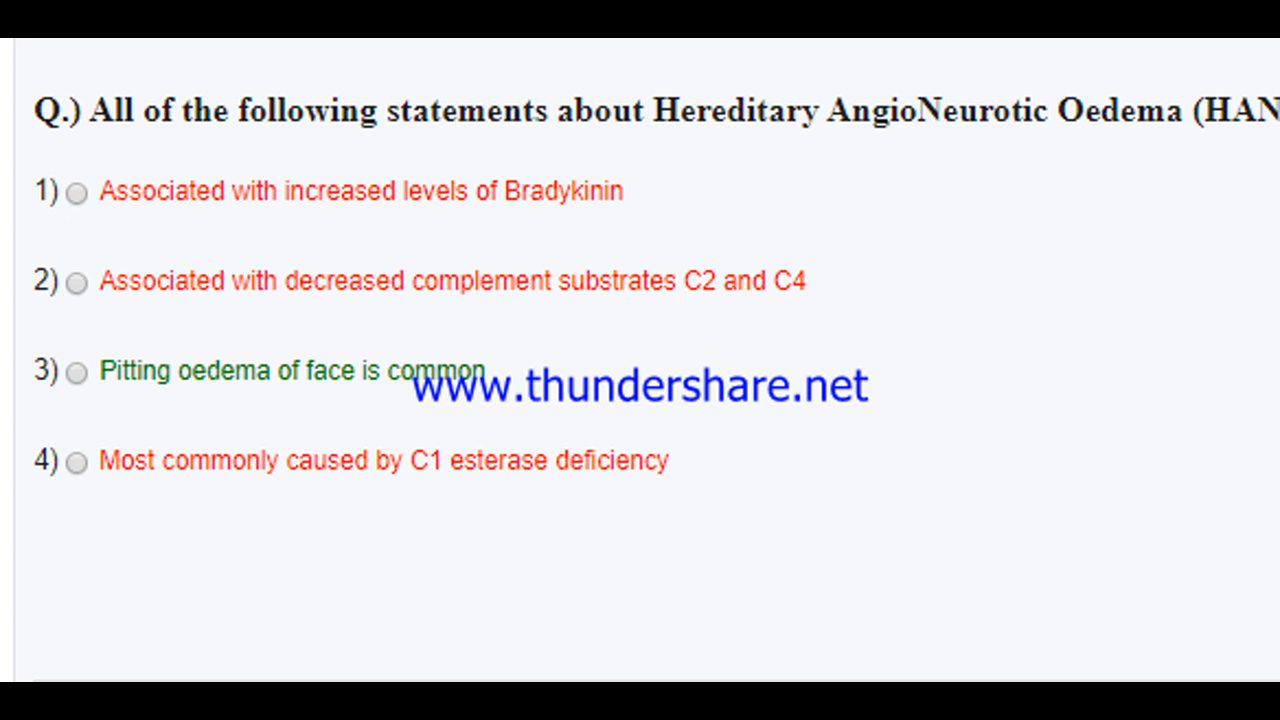 Q.) All of the following statements about Hereditary AngioNeurotic Oedema (HAN
1) Associated with increased levels of Bradykinin
2) Associated with decreased complement substrates C2 and C4
3) Pitting oedema of face is common
www.thundershare.net
4) Most commonly caused by C1 esterase deficiency